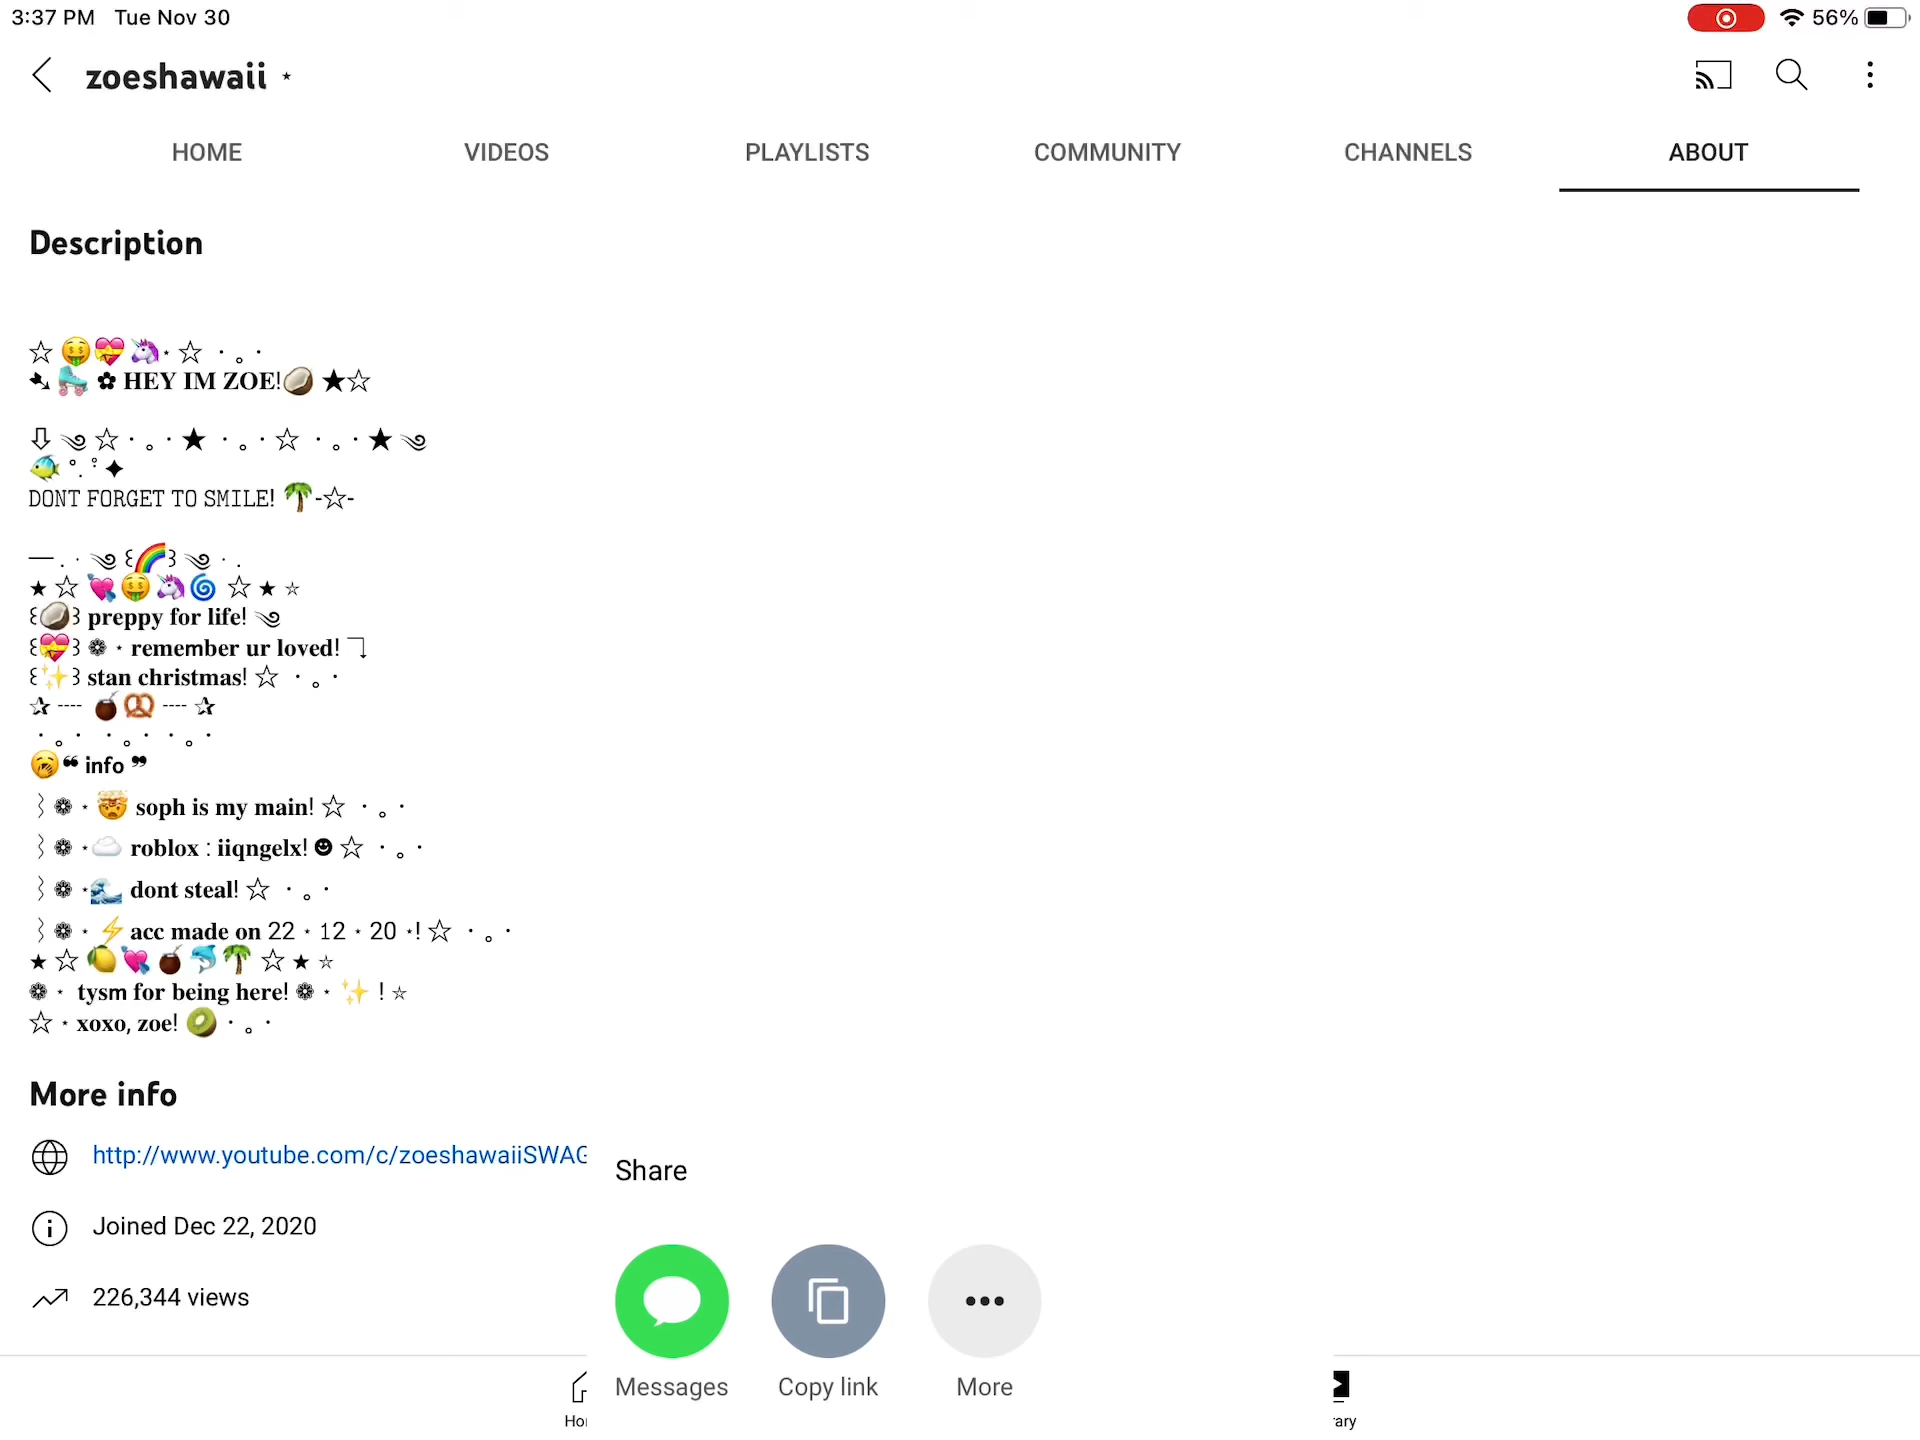 3:37 PM Tue Nov 30
56%
zoeshawaii ⋆
HOME VIDEOS PLAYLISTS COMMUNITY CHANNELS ABOUT
Description
☆ 🤑💝🦄⋆ ☆ ・。・
➷🛼 ✿ HEY IM ZOE!🥥 ★☆
⇩ ༄ ☆・。・★ ・。・☆ ・。・★ ༄
🐠 °. ༶✦
DONT FORGET TO SMILE! 🌴-☆-
—͟. · ༄ ꒰🌈꒱ ༄ · .
★ ☆ 💘🤑🦄🌀 ☆ ★ ☆
꒰🥥꒱ preppy for life! ༄
꒰💝꒱ ❁ ⋆ remember ur loved! ⤵
꒰✨꒱ stan christmas! ☆ ・。・
✰ ┈ 🥥🥨 ┈ ✰
・。・ ・。・ ・。・
🥱❝ info ❞
⌇❁ ⋆ 🤯 soph is my main! ☆ ・。・
⌇❁ ⋆☁️ roblox : iiqngelx! ☻ ☆ ・。・
⌇❁ ⋆🌊 dont steal! ☆ ・。・
⌇❁ ⋆ ⚡ acc made on 22 ⋆ 12 ⋆ 20 ⋆! ☆ ・。・
★ ☆ 🍋💘🥥🐬🌴 ☆ ★ ☆
❁ ⋆ tysm for being here! ❁ ⋆ ✨ ! ☆
☆ ⋆ xoxo, zoe! 🥝 ・。・
More info
http://www.youtube.com/c/zoeshawaiiSWAG
Joined Dec 22, 2020
226,344 views
Share
Messages Copy link More
Ho
rary